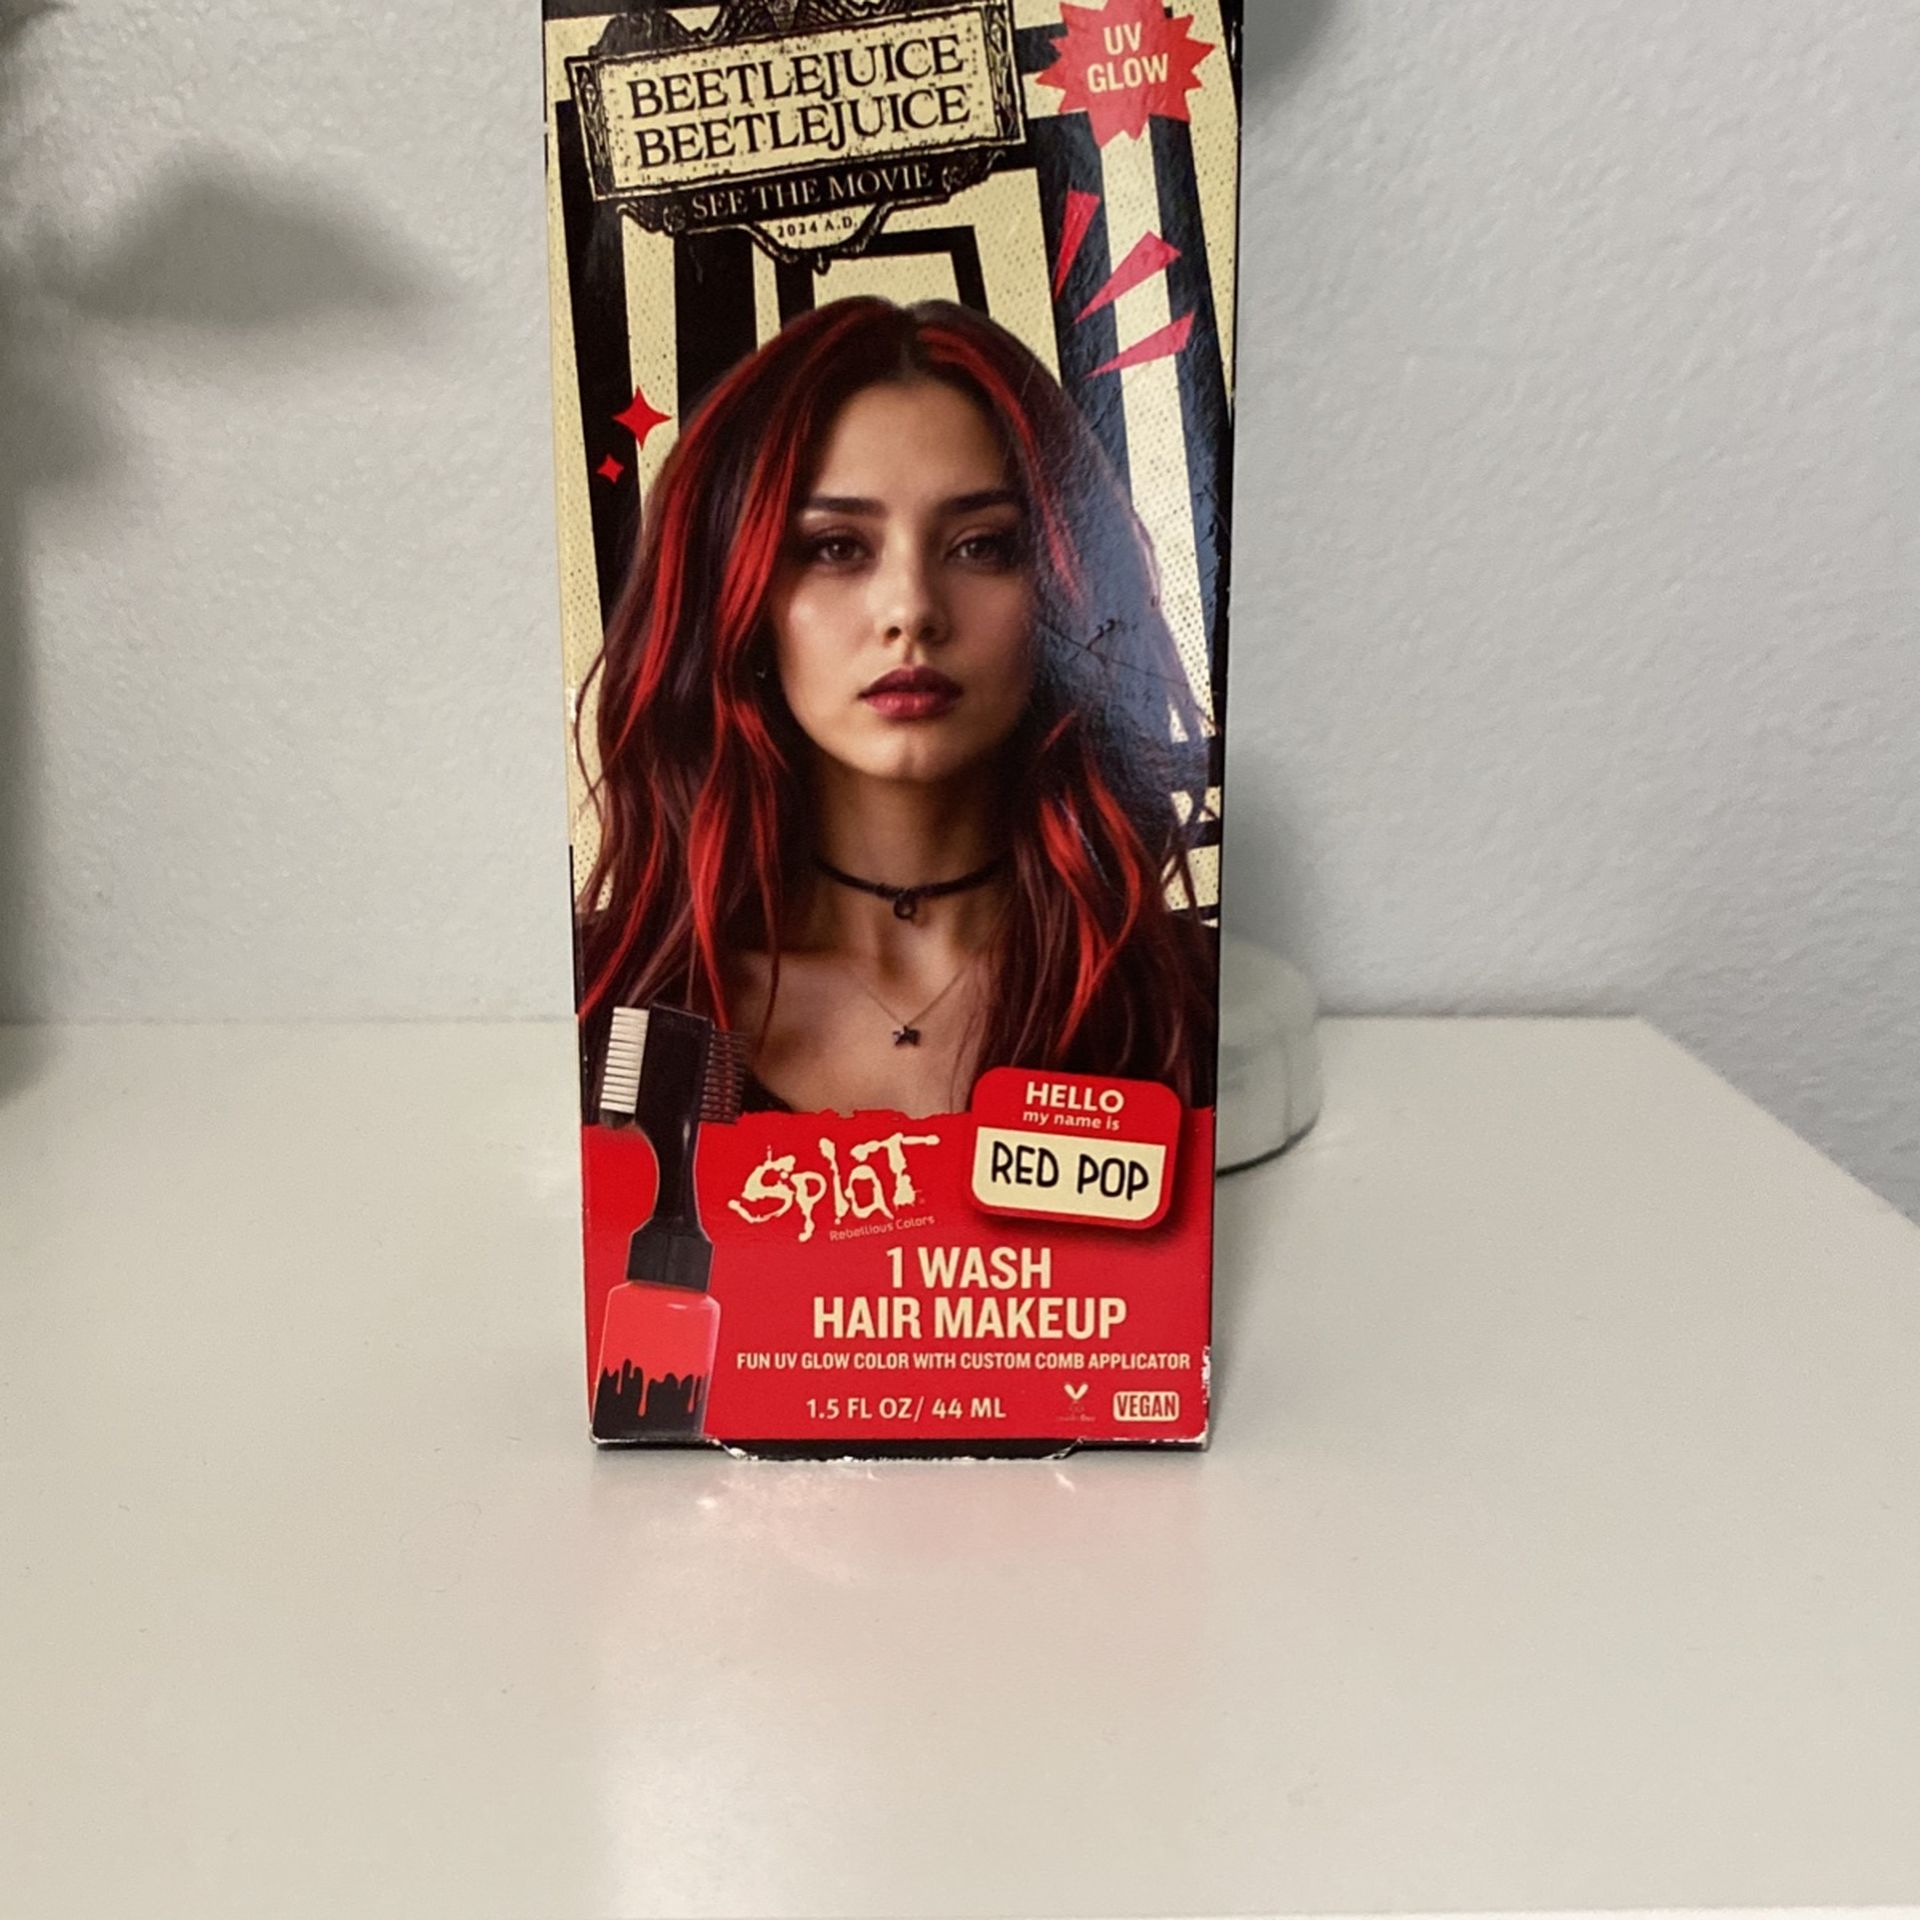 BEETLEJUICE
BEETLEJUICE
SEE THE MOVIE
2024 A.D.
UV
GLOW
HELLO
my name is
RED POP
Splat
Rebellious Colors
1 WASH
HAIR MAKEUP
FUN UV GLOW COLOR WITH CUSTOM COMB APPLICATOR
1.5 FL OZ/ 44 ML
VEGAN